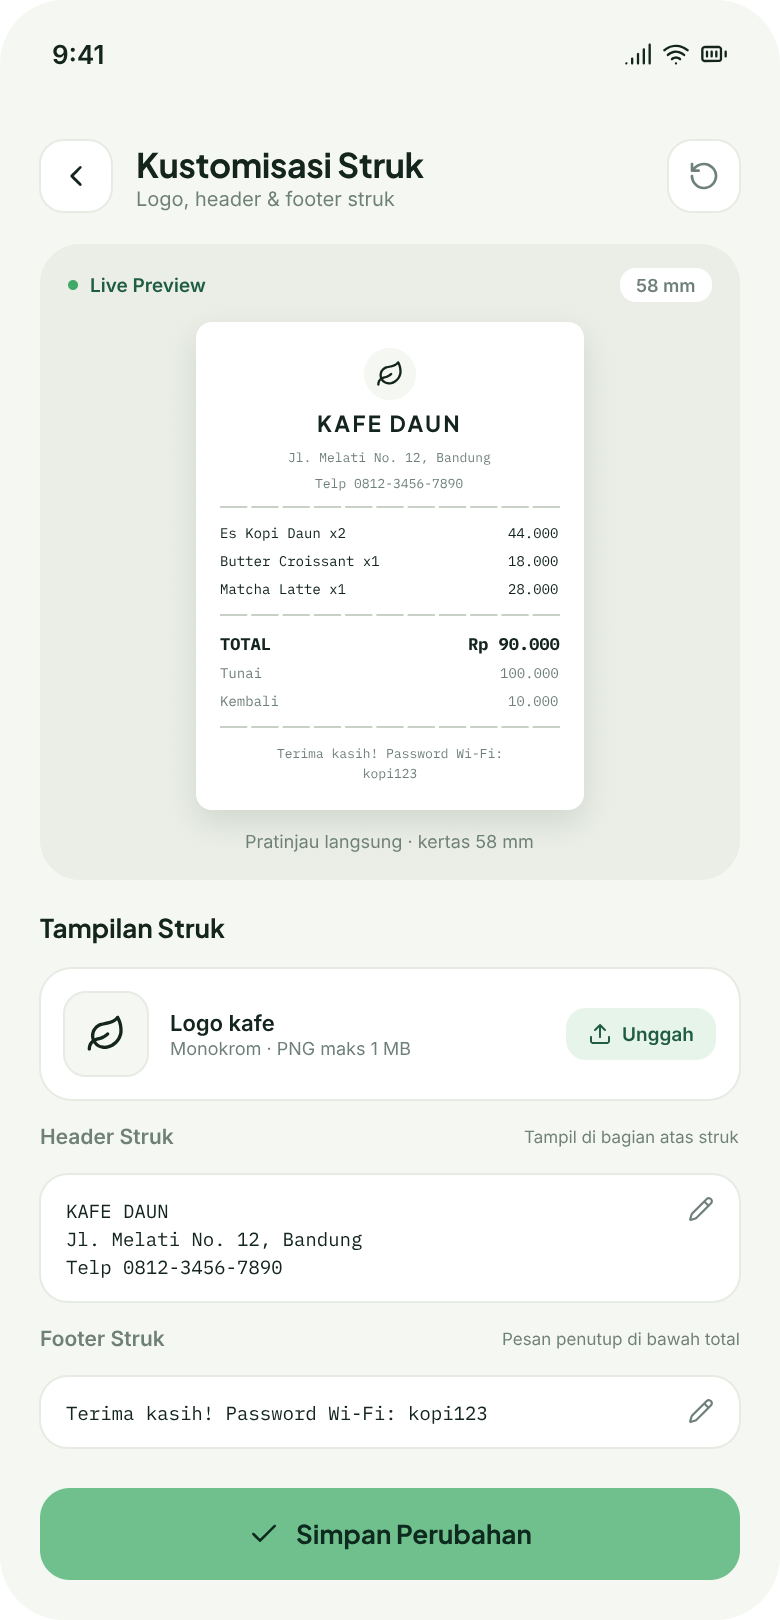 9:41
Kustomisasi Struk
Logo, header & footer struk
Live Preview
58 mm
KAFE DAUN
Jl. Melati No. 12, Bandung
Telp 0812-3456-7890
Es Kopi Daun x2 44.000
Butter Croissant x1 18.000
Matcha Latte x1 28.000
TOTAL Rp 90.000
Tunai 100.000
Kembali 10.000
Terima kasih! Password Wi-Fi:
kopi123
Pratinjau langsung · kertas 58 mm
Tampilan Struk
Logo kafe
Monokrom · PNG maks 1 MB
Unggah
Header Struk Tampil di bagian atas struk
KAFE DAUN
Jl. Melati No. 12, Bandung
Telp 0812-3456-7890
Footer Struk Pesan penutup di bawah total
Terima kasih! Password Wi-Fi: kopi123
Simpan Perubahan